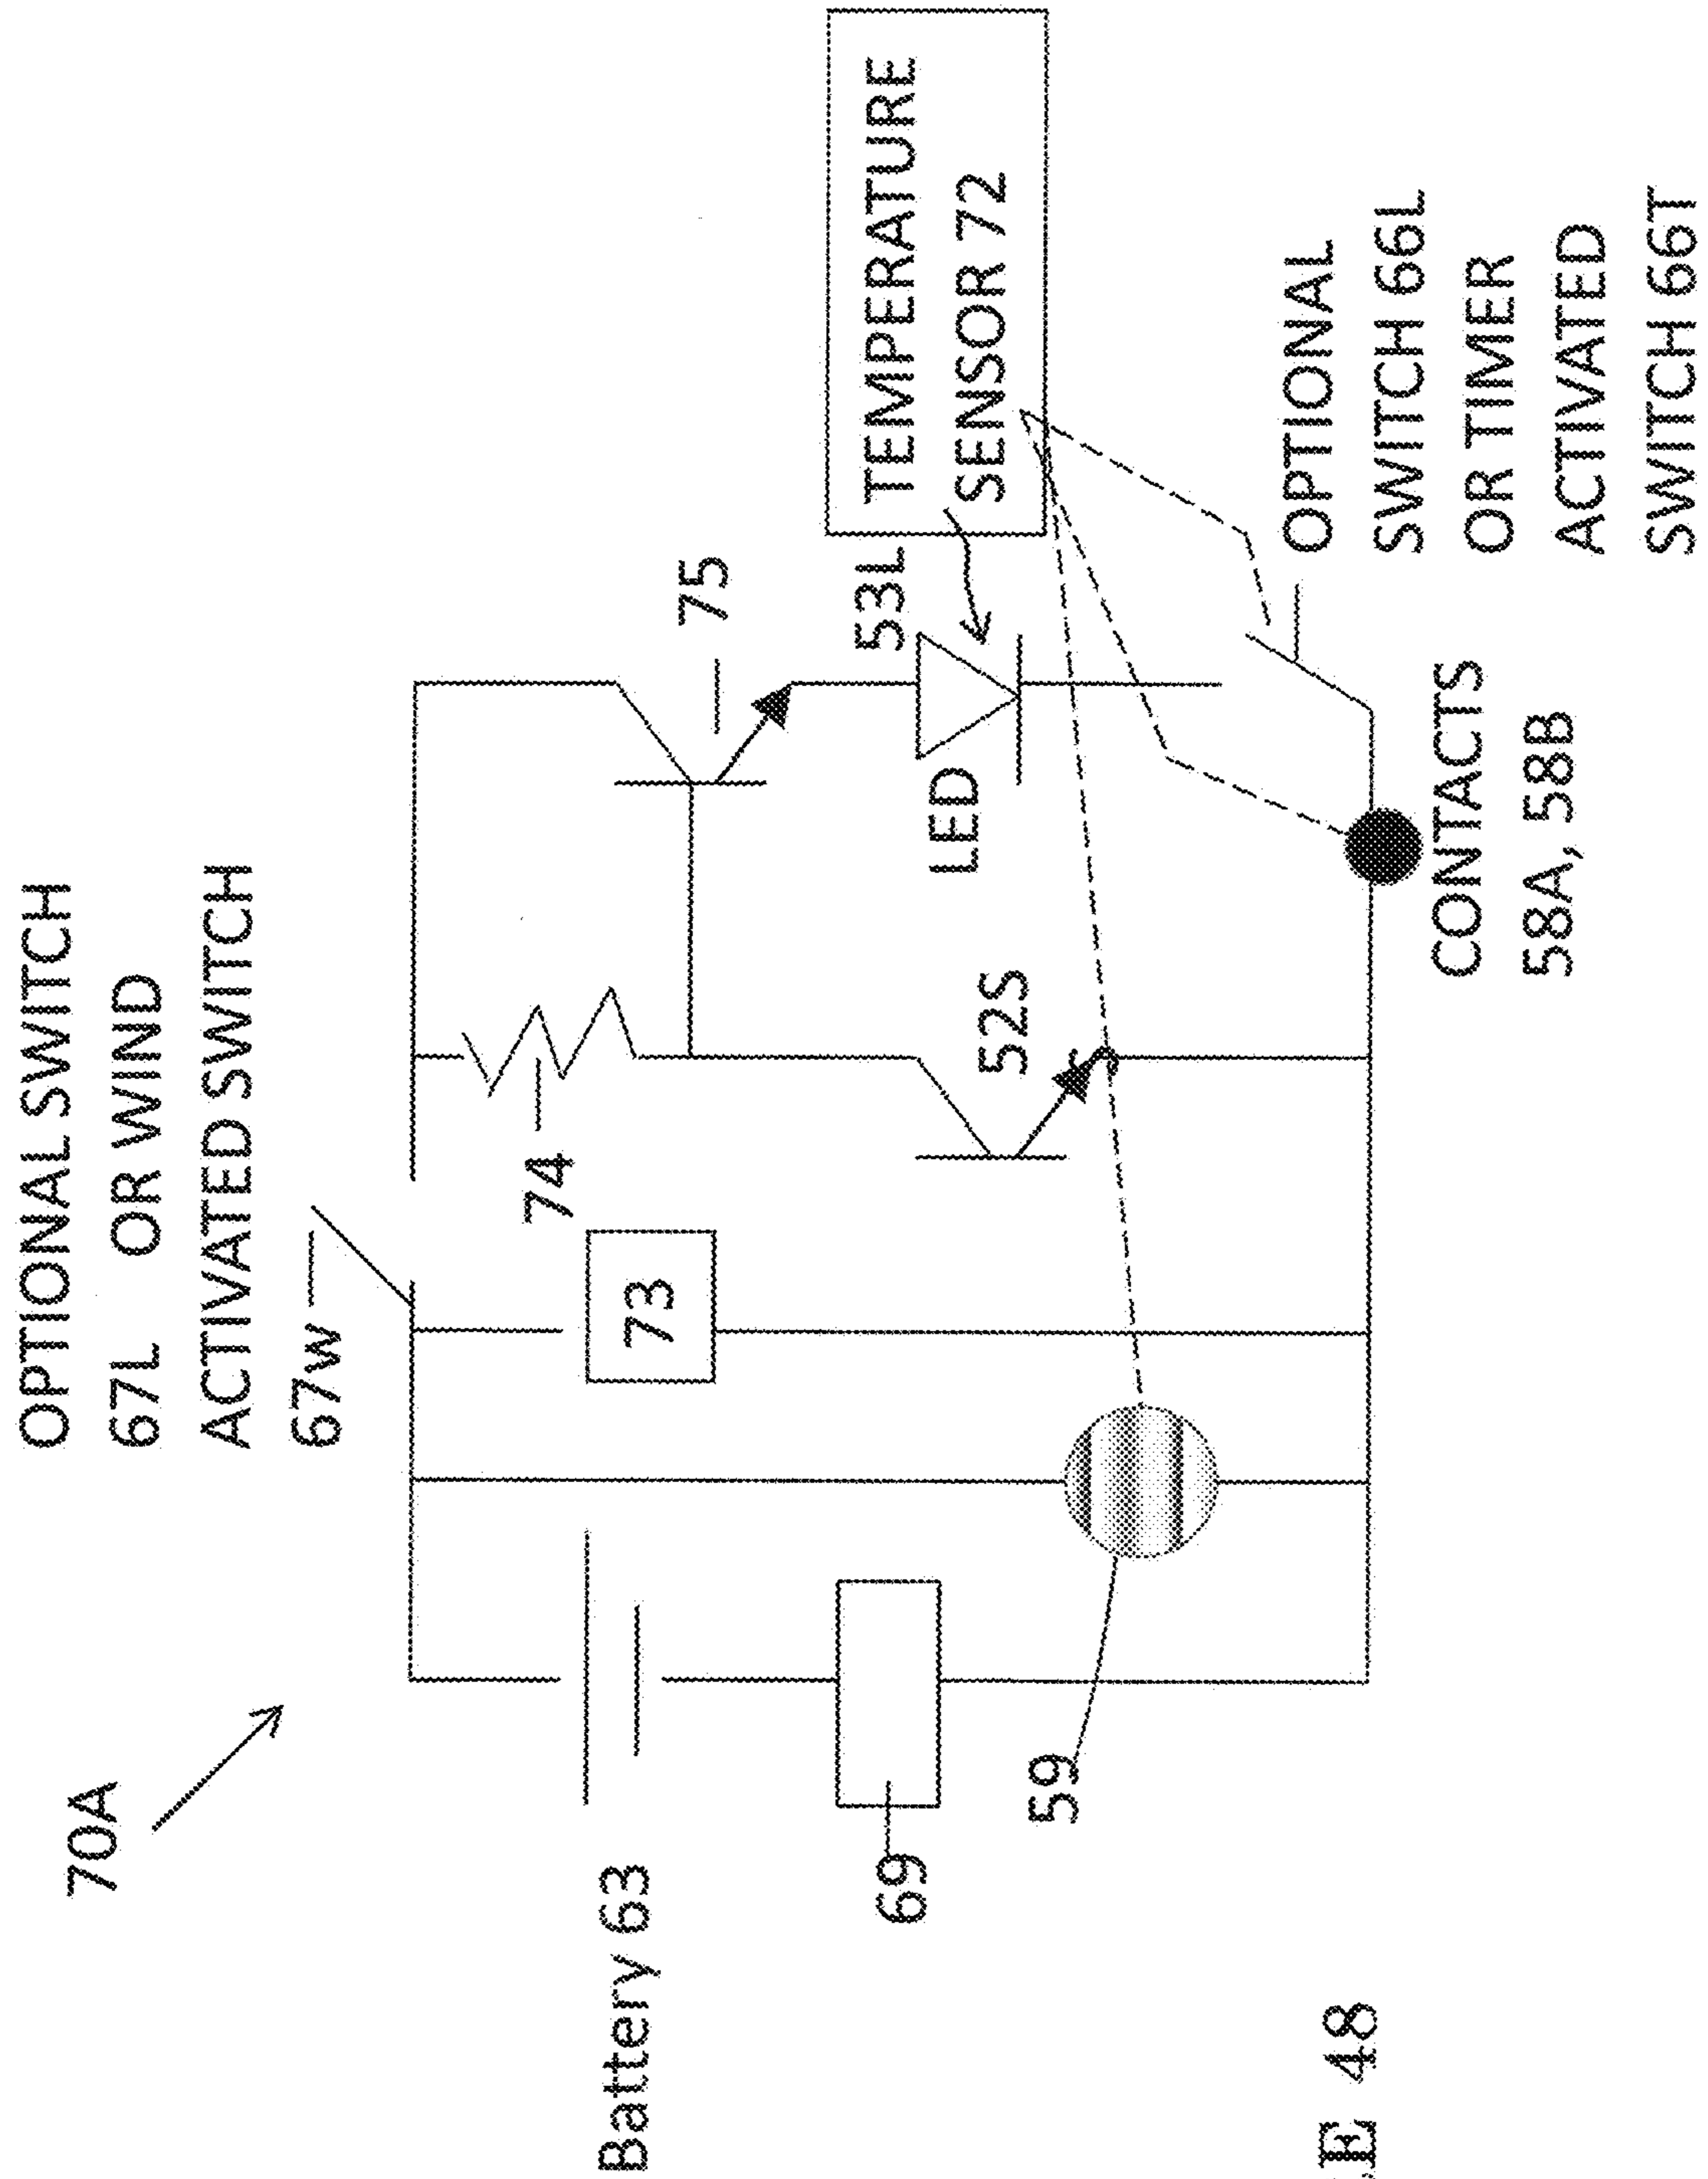 70A
OPTIONAL SWITCH
67L OR WIND
ACTIVATED SWITCH
67w
Battery 63
69
59
73
74
52S
75
53L
LED
TEMPERATURE
SENSOR 72
CONTACTS
58A, 58B
OPTIONAL
SWITCH 66L
OR TIMER
ACTIVATED
SWITCH 66T
48